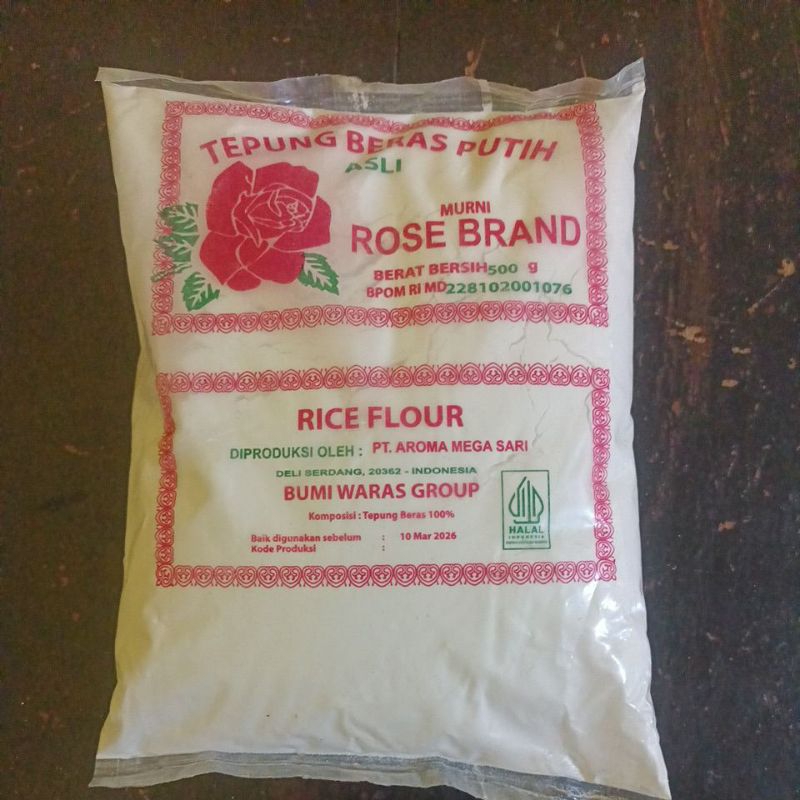 TEPUNG BERAS PUTIH
ASLI
MURNI
ROSE BRAND
BERAT BERSIH 500 g
BPOM RI MD 228102001076
RICE FLOUR
DIPRODUKSI OLEH : PT. AROMA MEGA SARI
DELI SERDANG, 20362 - INDONESIA
BUMI WARAS GROUP
Komposisi : Tepung Beras 100%
HALAL
INDONESIA
Baik digunakan sebelum : 10 Mar 2026
Kode Produksi :